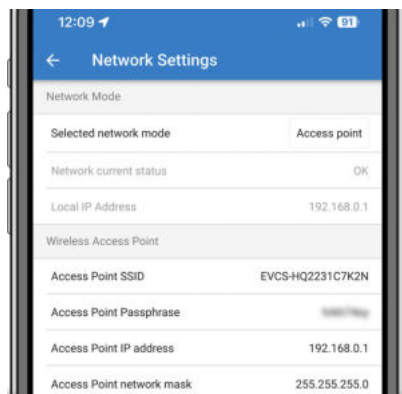 12:09
91
Network Settings
Network Mode
Selected network mode Access point
Network current status OK
Local IP Address 192.168.0.1
Wireless Access Point
Access Point SSID EVCS-HQ2231C7K2N
Access Point Passphrase
Access Point IP address 192.168.0.1
Access Point network mask 255.255.255.0